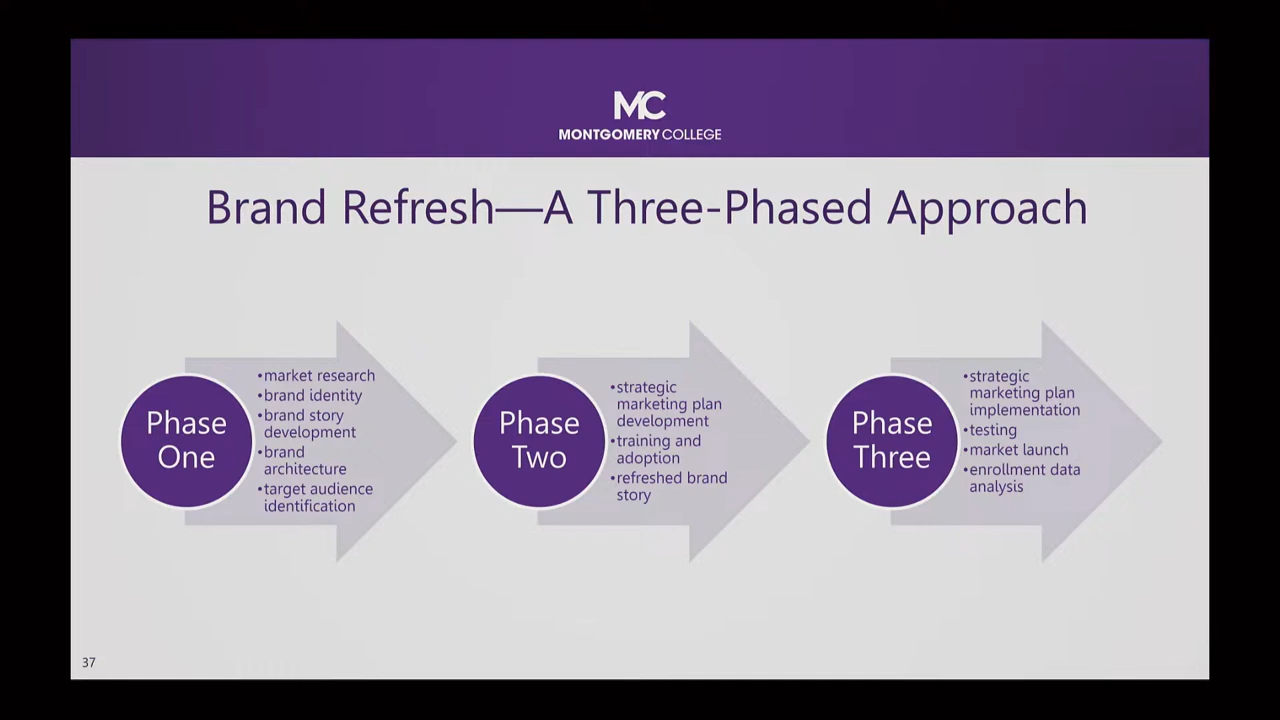 MC
MONTGOMERY COLLEGE
Brand Refresh—A Three-Phased Approach
Phase
One
•market research
•brand identity
•brand story
development
•brand
architecture
•target audience
identification
Phase
Two
•strategic
marketing plan
development
•training and
adoption
•refreshed brand
story
Phase
Three
•strategic
marketing plan
implementation
•testing
•market launch
•enrollment data
analysis
37